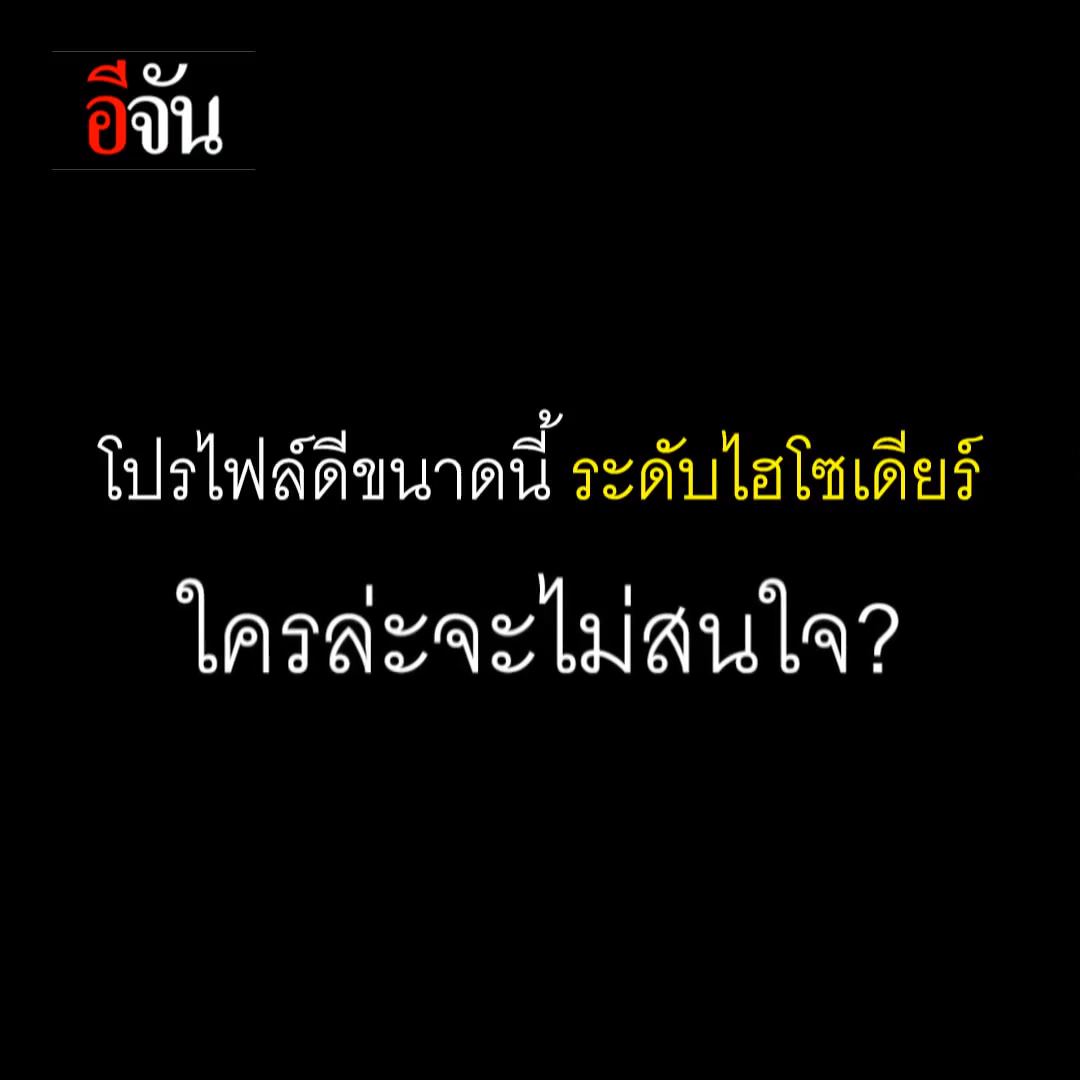 อีจัน
โปรไฟล์ดีขนาดนี้ ระดับไฮโซเดียร์
ใครล่ะจะไม่สนใจ?